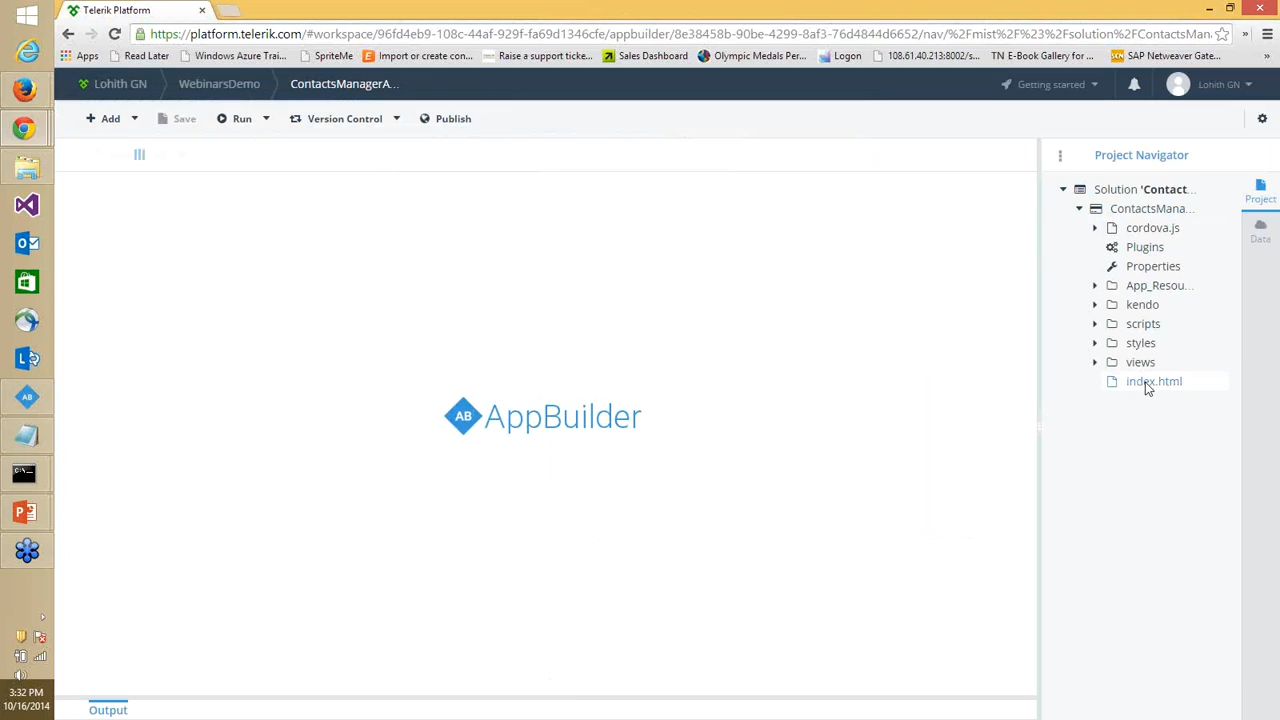 Telerik Platform
https://platform.telerik.com/#workspace/96fd4eb9-108c-44af-929f-fa69d1346cfe/appbuilder/8e38458b-90be-4299-8af3-76d4844d6652/nav/%2Fmist%2F%23%2Fsolution%2FContactsMan
Apps
Read Later
Windows Azure Trai...
SpriteMe
Import or create con...
Raise a support ticke...
Sales Dashboard
Olympic Medals Per...
Logon
108.61.40.213:8002/s...
TN E-Book Gallery for ...
SAP Netweaver Gate...
Lohith GN
WebinarsDemo
ContactsManagerA...
Getting started
Lohith GN
Add
Save
Run
Version Control
Publish
Project Navigator
Solution 'Contact...
Project
ContactsMana...
cordova.js
Data
Plugins
Properties
App_Resou...
kendo
scripts
styles
views
index.html
AB AppBuilder
Output
3:32 PM
10/16/2014